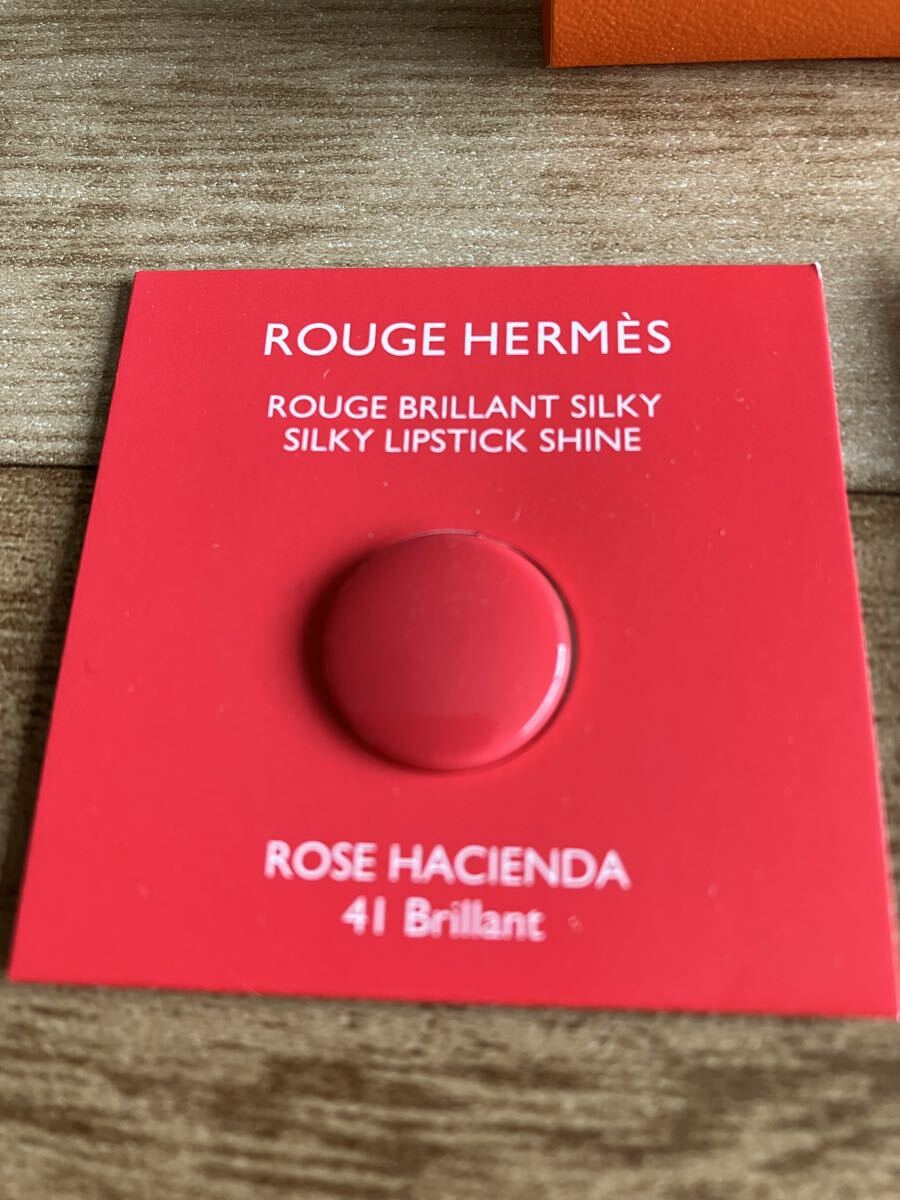 ROUGE HERMÈS
ROUGE BRILLANT SILKY
SILKY LIPSTICK SHINE
ROSE HACIENDA
41 Brillant